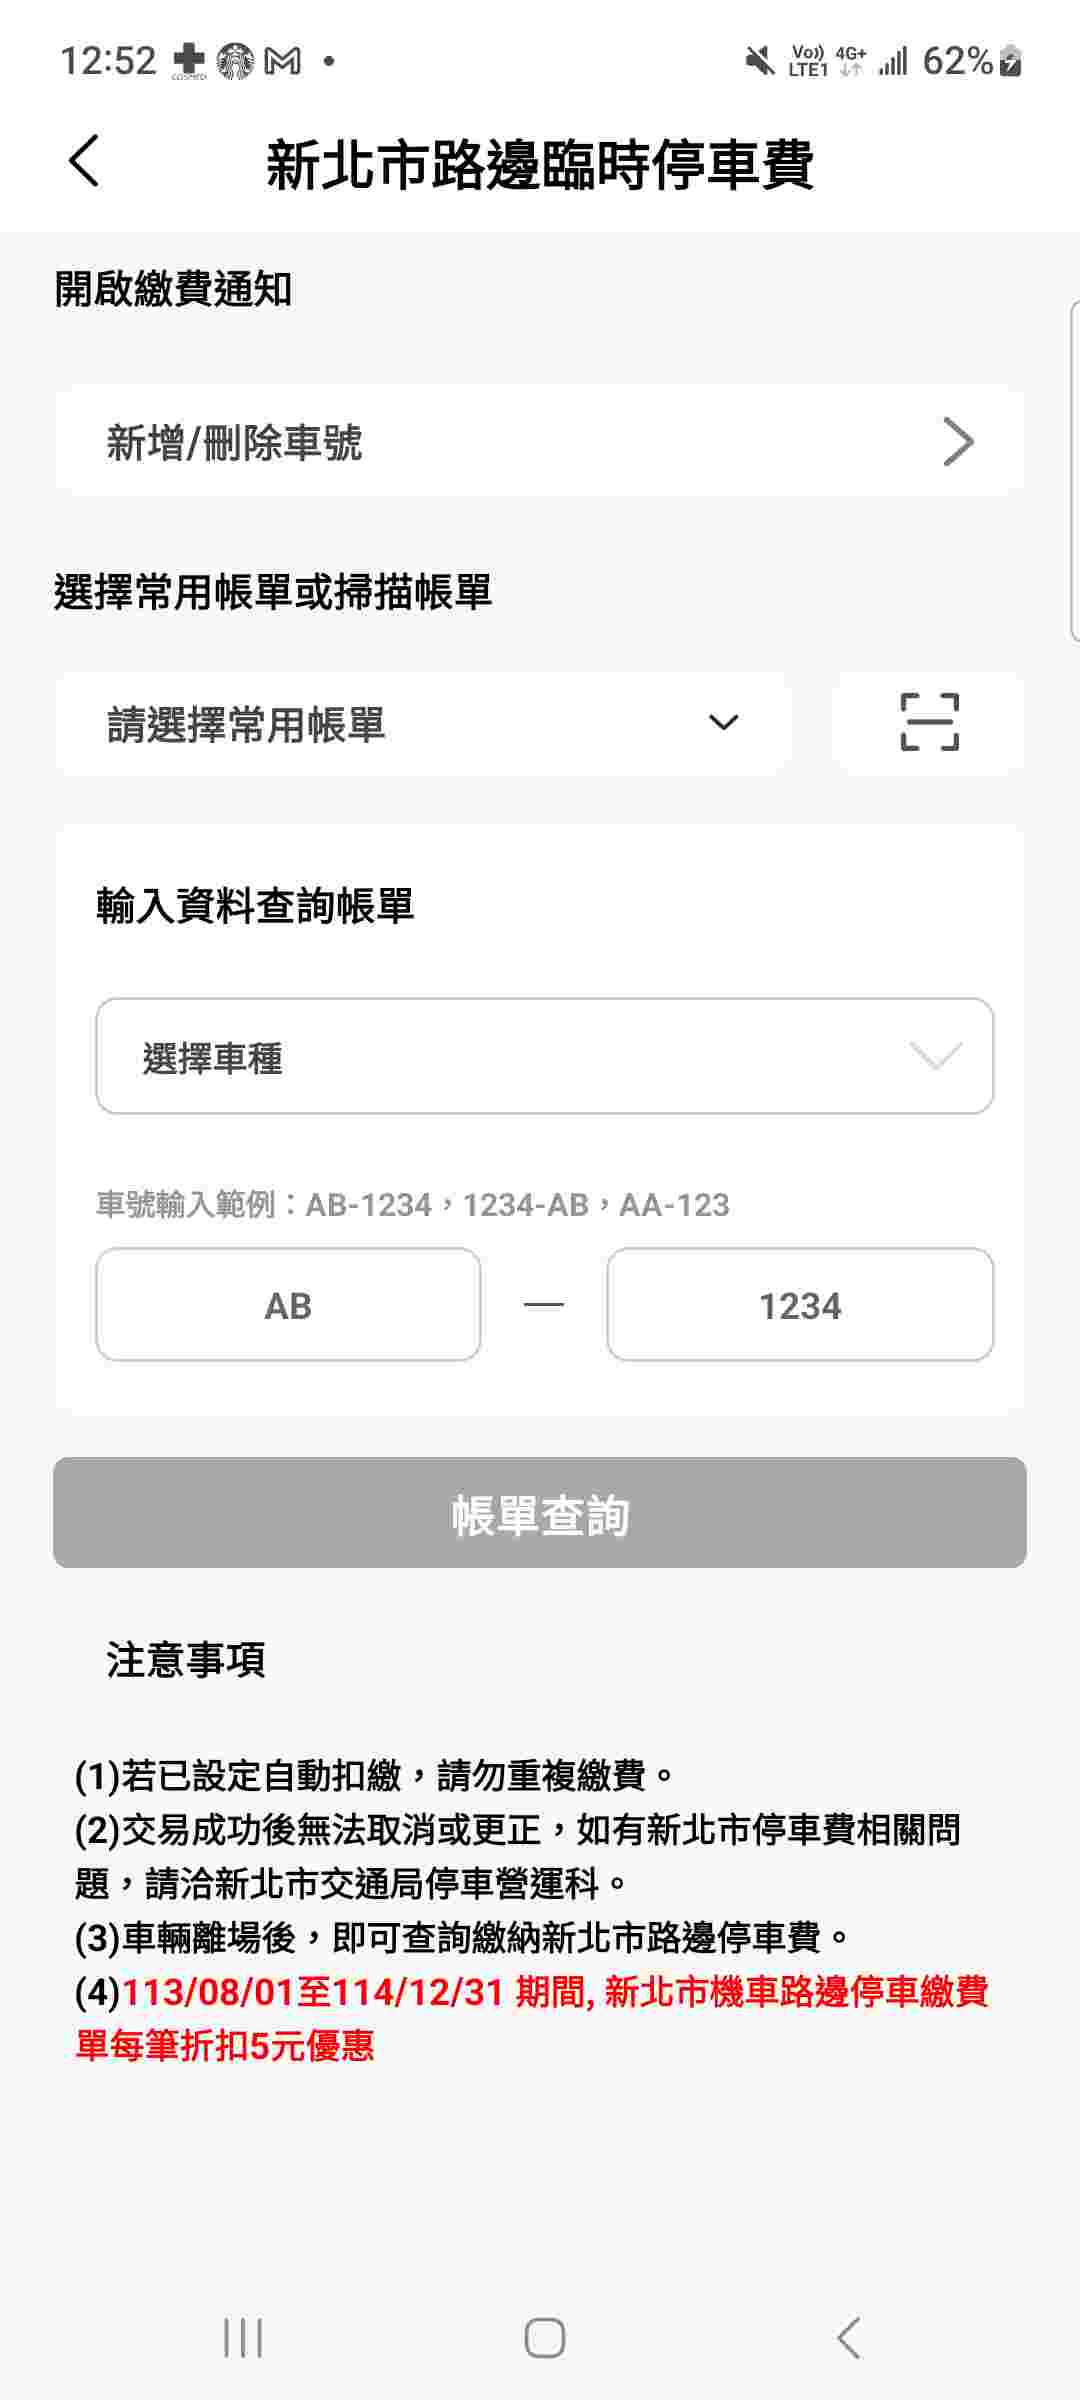 12:52
Vo)) LTE1 4G+ 62%
新北市路邊臨時停車費
開啟繳費通知
新增/刪除車號
選擇常用帳單或掃描帳單
請選擇常用帳單
輸入資料查詢帳單
選擇車種
車號輸入範例：AB-1234，1234-AB，AA-123
AB — 1234
帳單查詢
注意事項
(1)若已設定自動扣繳，請勿重複繳費。
(2)交易成功後無法取消或更正，如有新北市停車費相關問
題，請洽新北市交通局停車營運科。
(3)車輛離場後，即可查詢繳納新北市路邊停車費。
(4)113/08/01至114/12/31 期間, 新北市機車路邊停車繳費
單每筆折扣5元優惠